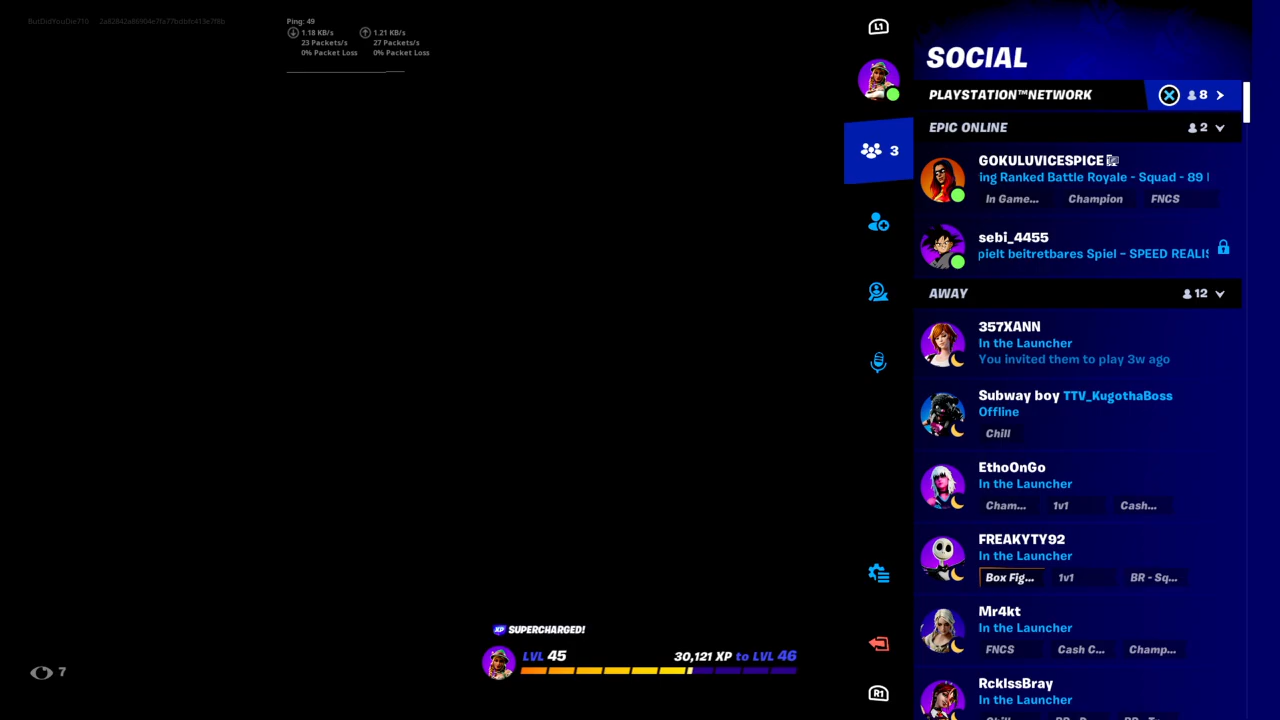 ButDidYouDie710
Ping: 49
1.18 KB/s 1.21 KB/s
23 Packets/s 27 Packets/s
0% Packet Loss 0% Packet Loss
L1
SOCIAL
PLAYSTATION™NETWORK 8
EPIC ONLINE 2
3
GOKULUVICESPICE
ing Ranked Battle Royale - Squad - 89
In Game... Champion FNCS
sebi_4455
pielt beitretbares Spiel - SPEED REALIS
AWAY 12
357XANN
In the Launcher
You invited them to play 3w ago
Subway boy TTV_KugothaBoss
Offline
Chill
EthoOnGo
In the Launcher
Cham... 1v1 Cash...
FREAKYTY92
In the Launcher
Box Fig... 1v1 BR - Sq...
Mr4kt
In the Launcher
FNCS Cash C... Champ...
RckIssBray
In the Launcher
XP SUPERCHARGED!
LVL 45 30,121 XP to LVL 46
7
R1